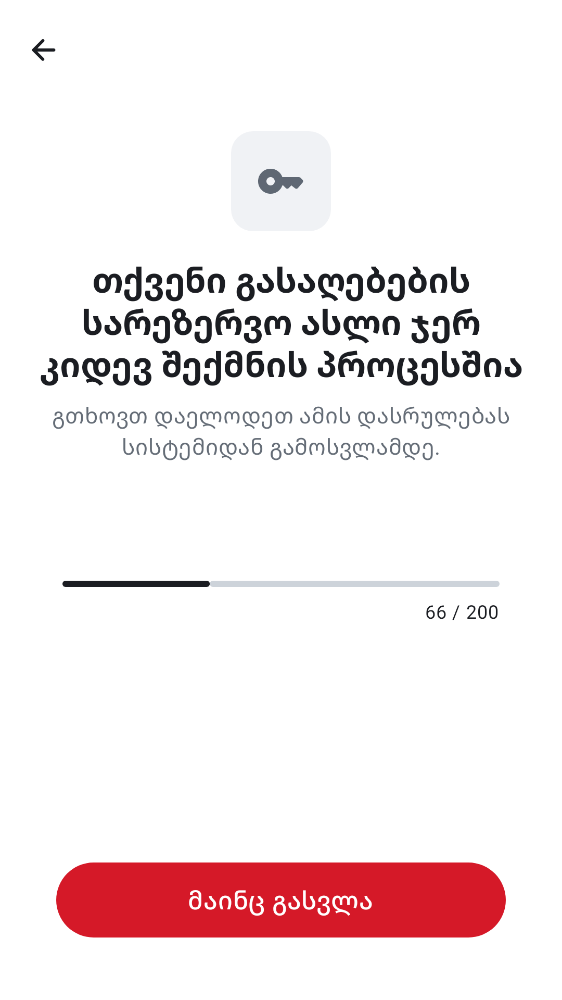 თქვენი გასაღებების
სარეზერვო ასლი ჯერ
კიდევ შექმნის პროცესშია
გთხოვთ დაელოდეთ ამის დასრულებას
სისტემიდან გამოსვლამდე.
66 / 200
მაინც გასვლა